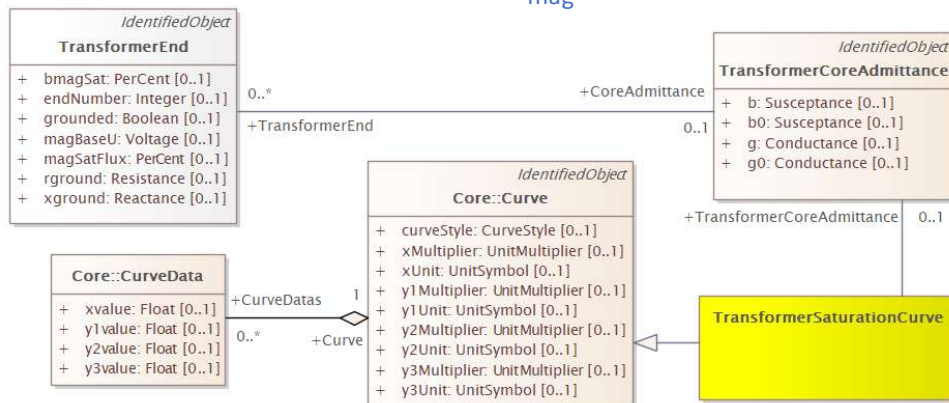 mag
IdentifiedObject
TransformerEnd
+ bmagSat: PerCent [0..1]
+ endNumber: Integer [0..1]
+ grounded: Boolean [0..1]
+ magBaseU: Voltage [0..1]
+ magSatFlux: PerCent [0..1]
+ rground: Resistance [0..1]
+ xground: Reactance [0..1]
0..*
+TransformerEnd
+CoreAdmittance
0..1
IdentifiedObject
TransformerCoreAdmittance
+ b: Susceptance [0..1]
+ b0: Susceptance [0..1]
+ g: Conductance [0..1]
+ g0: Conductance [0..1]
+TransformerCoreAdmittance
0..1
IdentifiedObject
Core::Curve
+ curveStyle: CurveStyle [0..1]
+ xMultiplier: UnitMultiplier [0..1]
+ xUnit: UnitSymbol [0..1]
+ y1Multiplier: UnitMultiplier [0..1]
+ y1Unit: UnitSymbol [0..1]
+ y2Multiplier: UnitMultiplier [0..1]
+ y2Unit: UnitSymbol [0..1]
+ y3Multiplier: UnitMultiplier [0..1]
+ y3Unit: UnitSymbol [0..1]
Core::CurveData
+ xvalue: Float [0..1]
+ y1value: Float [0..1]
+ y2value: Float [0..1]
+ y3value: Float [0..1]
+CurveDatas
0..*
1
+Curve
TransformerSaturationCurve